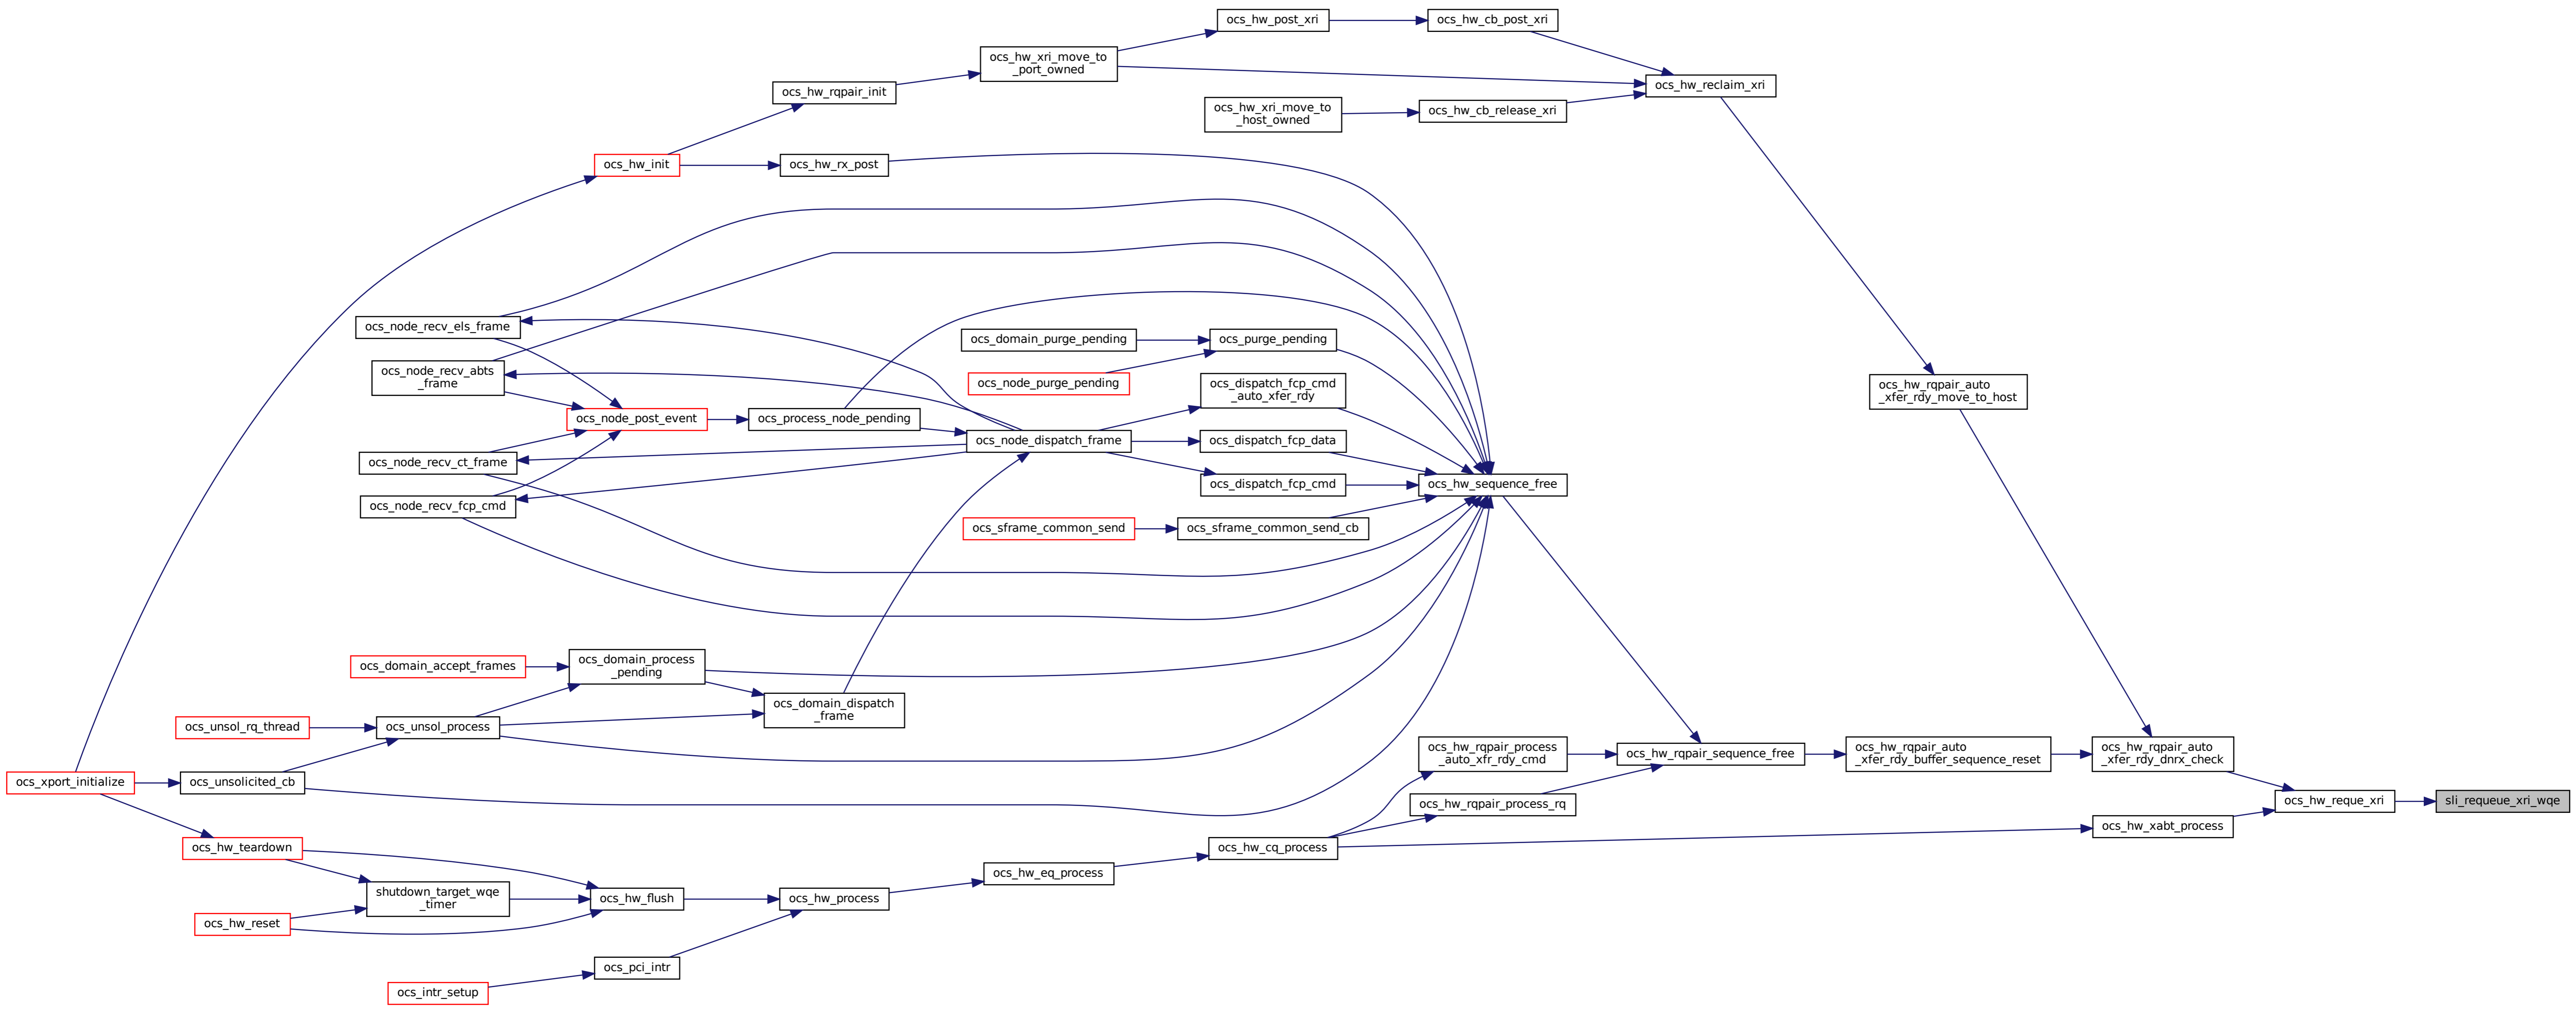 ocs_hw_post_xri
ocs_hw_cb_post_xri
ocs_hw_xri_move_to
_port_owned
ocs_hw_rqpair_init
ocs_hw_reclaim_xri
ocs_hw_xri_move_to
_host_owned
ocs_hw_cb_release_xri
ocs_hw_init
ocs_hw_rx_post
ocs_node_recv_els_frame
ocs_domain_purge_pending
ocs_purge_pending
ocs_node_recv_abts
_frame
ocs_node_purge_pending
ocs_dispatch_fcp_cmd
_auto_xfer_rdy
ocs_hw_rqpair_auto
_xfer_rdy_move_to_host
ocs_node_post_event
ocs_process_node_pending
ocs_node_dispatch_frame
ocs_dispatch_fcp_data
ocs_node_recv_ct_frame
ocs_dispatch_fcp_cmd
ocs_hw_sequence_free
ocs_node_recv_fcp_cmd
ocs_sframe_common_send
ocs_sframe_common_send_cb
ocs_domain_accept_frames
ocs_domain_process
_pending
ocs_domain_dispatch
_frame
ocs_unsol_rq_thread
ocs_unsol_process
ocs_hw_rqpair_process
_auto_xfr_rdy_cmd
ocs_hw_rqpair_sequence_free
ocs_hw_rqpair_auto
_xfer_rdy_buffer_sequence_reset
ocs_hw_rqpair_auto
_xfer_rdy_dnrx_check
ocs_xport_initialize
ocs_unsolicited_cb
ocs_hw_rqpair_process_rq
ocs_hw_reque_xri
sli_requeue_xri_wqe
ocs_hw_xabt_process
ocs_hw_teardown
ocs_hw_cq_process
ocs_hw_eq_process
shutdown_target_wqe
_timer
ocs_hw_flush
ocs_hw_process
ocs_hw_reset
ocs_pci_intr
ocs_intr_setup